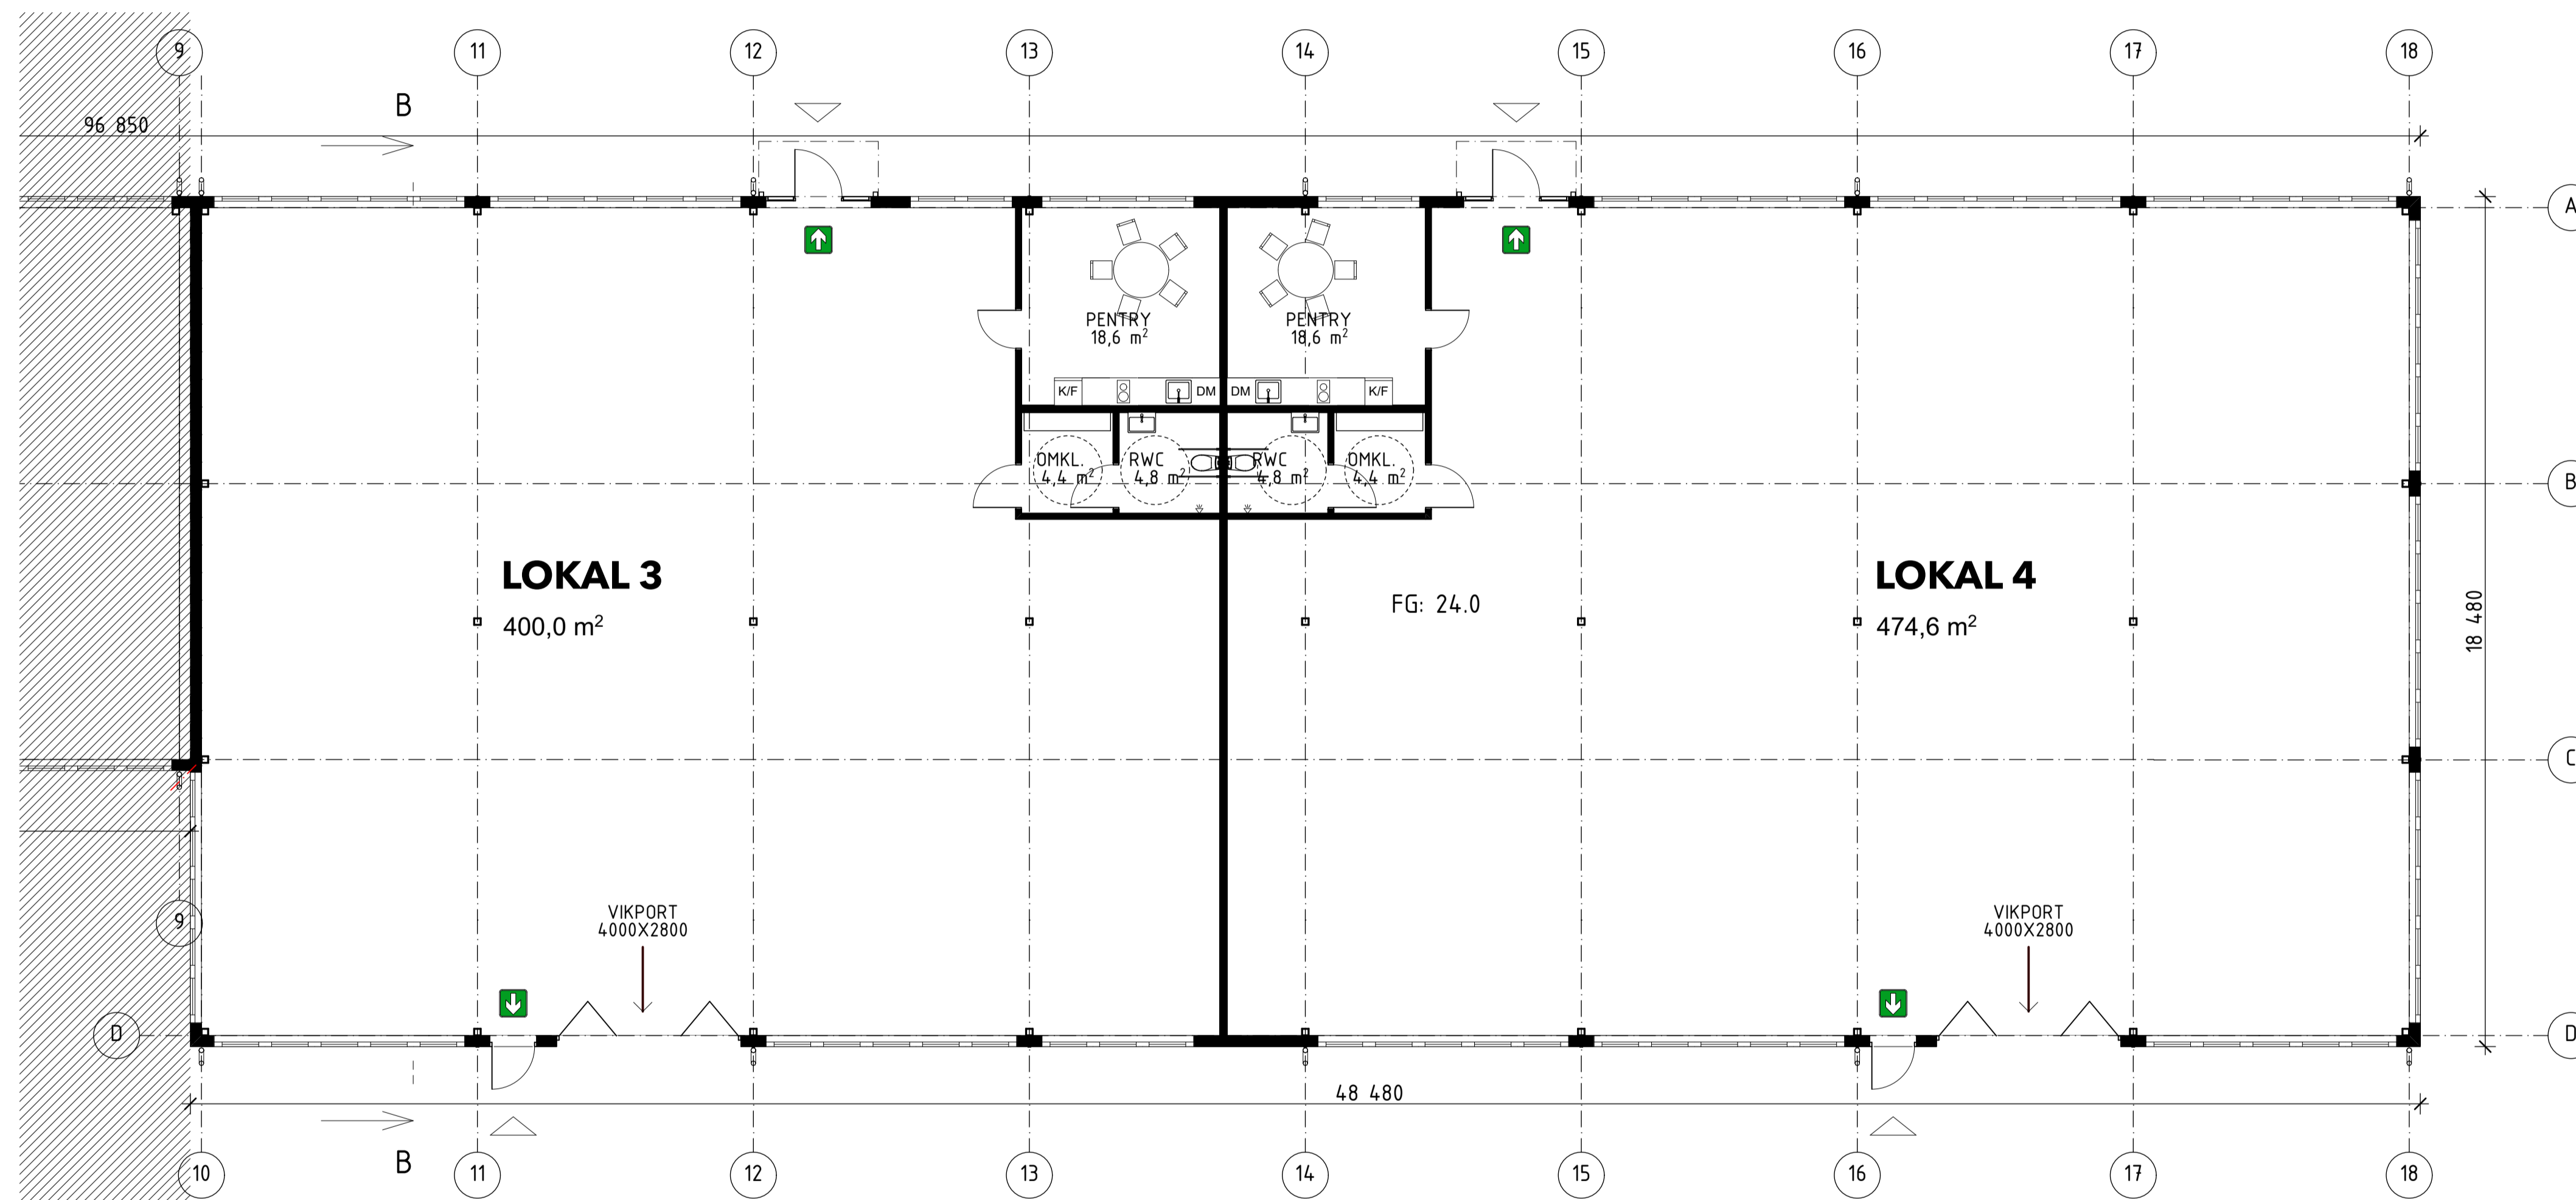 9
11
12
13
14
15
16
17
18
B
96 850
A
PENTRY
18,6 m²
PENTRY
18,6 m²
K/F
DM
DM
K/F
OMKL.
4,4 m²
RWC
4,8 m²
RWC
4,8 m²
OMKL.
4,4 m²
B
LOKAL 3
400,0 m²
FG: 24.0
LOKAL 4
474,6 m²
18 480
C
9
VIKPORT
4000X2800
VIKPORT
4000X2800
D
D
48 480
B
10
11
12
13
14
15
16
17
18